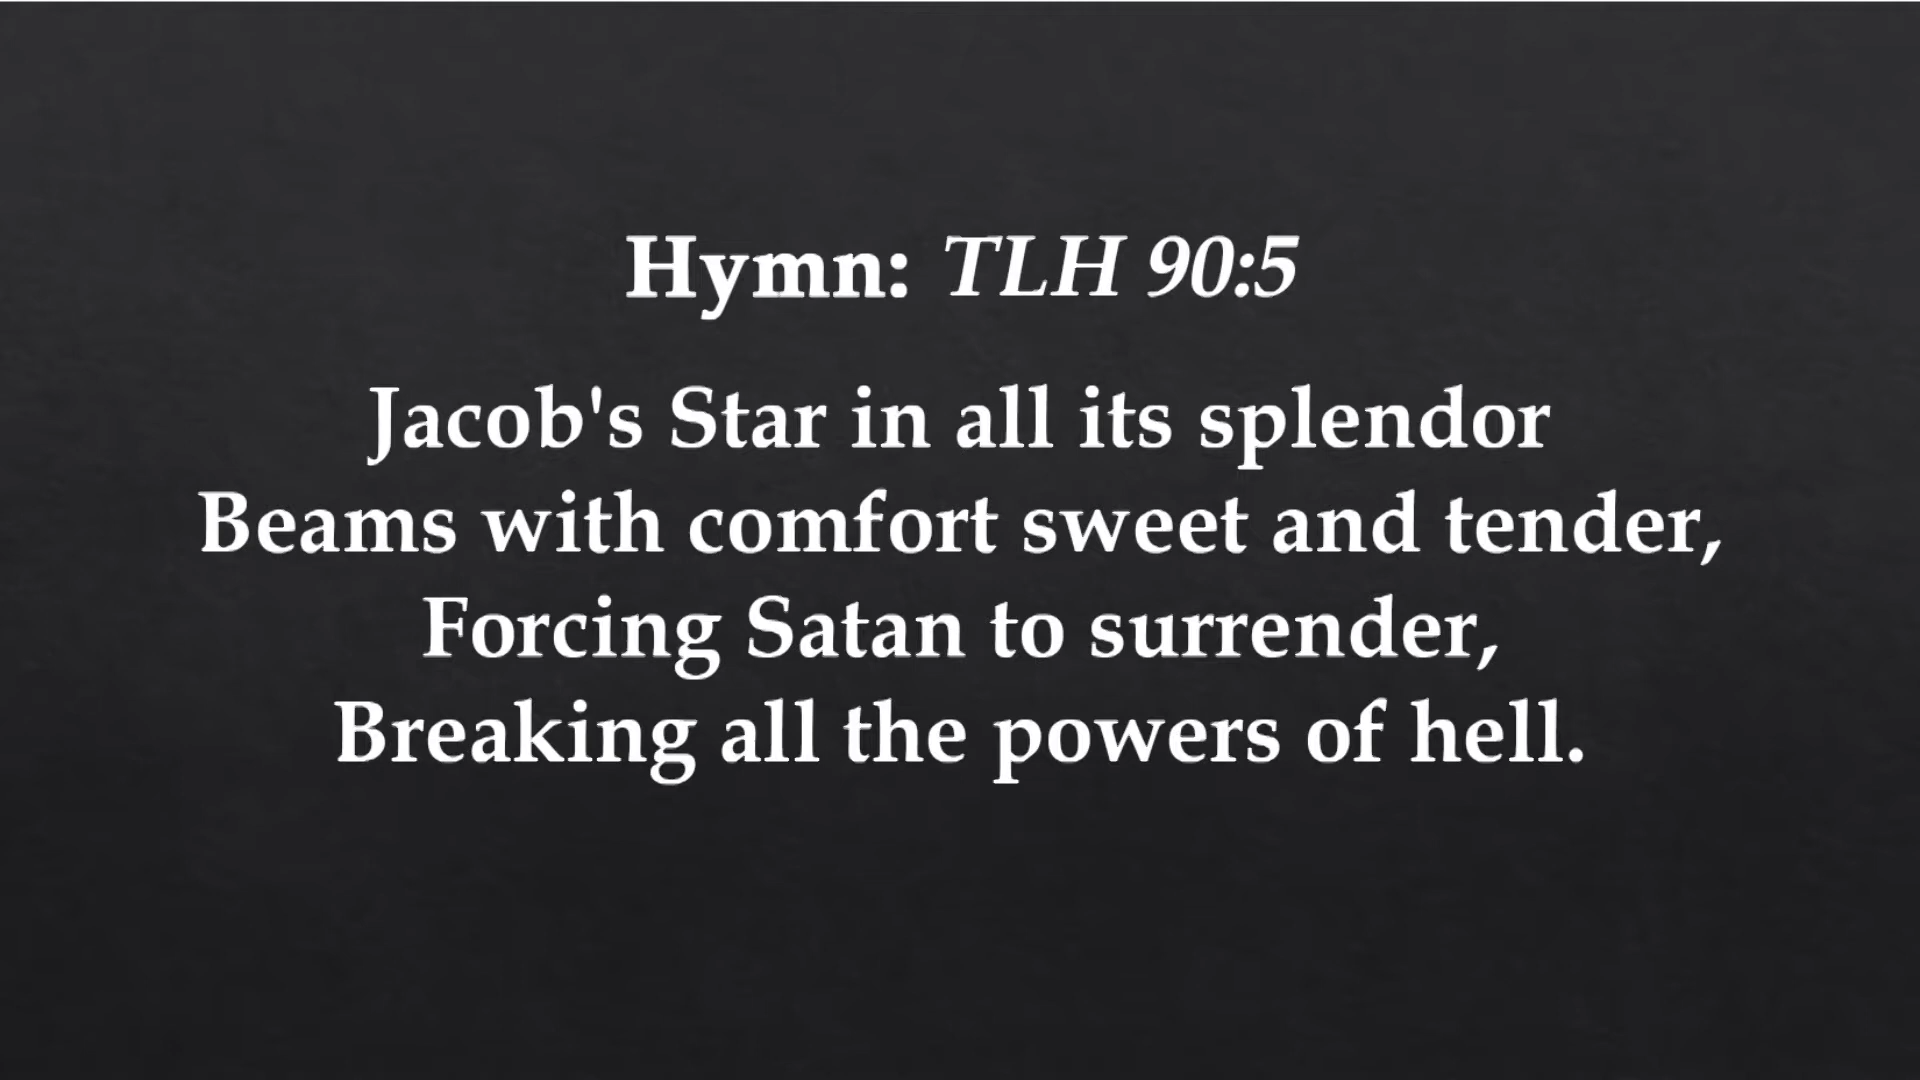 Hymn: TLH 90:5
Jacob's Star in all its splendor
Beams with comfort sweet and tender,
Forcing Satan to surrender,
Breaking all the powers of hell.